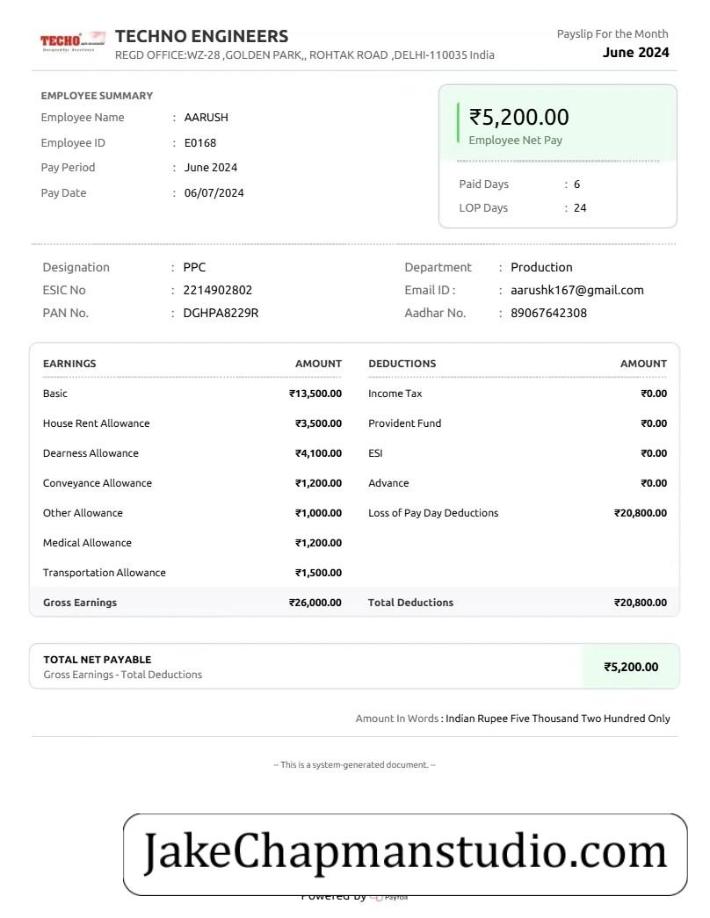 TECHO
TECHNO ENGINEERS
REGD OFFICE:WZ-28 ,GOLDEN PARK,, ROHTAK ROAD ,DELHI-110035 India
Payslip For the Month
June 2024
EMPLOYEE SUMMARY
Employee Name : AARUSH
Employee ID : E0168
Pay Period : June 2024
Pay Date : 06/07/2024
₹5,200.00
Employee Net Pay
Paid Days : 6
LOP Days : 24
Designation : PPC
ESIC No : 2214902802
PAN No. : DGHPA8229R
Department : Production
Email ID : : aarushk167@gmail.com
Aadhar No. : 89067642308
EARNINGS AMOUNT DEDUCTIONS AMOUNT
Basic ₹13,500.00 Income Tax ₹0.00
House Rent Allowance ₹3,500.00 Provident Fund ₹0.00
Dearness Allowance ₹4,100.00 ESI ₹0.00
Conveyance Allowance ₹1,200.00 Advance ₹0.00
Other Allowance ₹1,000.00 Loss of Pay Day Deductions ₹20,800.00
Medical Allowance ₹1,200.00
Transportation Allowance ₹1,500.00
Gross Earnings ₹26,000.00 Total Deductions ₹20,800.00
TOTAL NET PAYABLE
Gross Earnings - Total Deductions
₹5,200.00
Amount In Words : Indian Rupee Five Thousand Two Hundred Only
-- This is a system-generated document. --
JakeChapmanstudio.com
Powered by Payroll